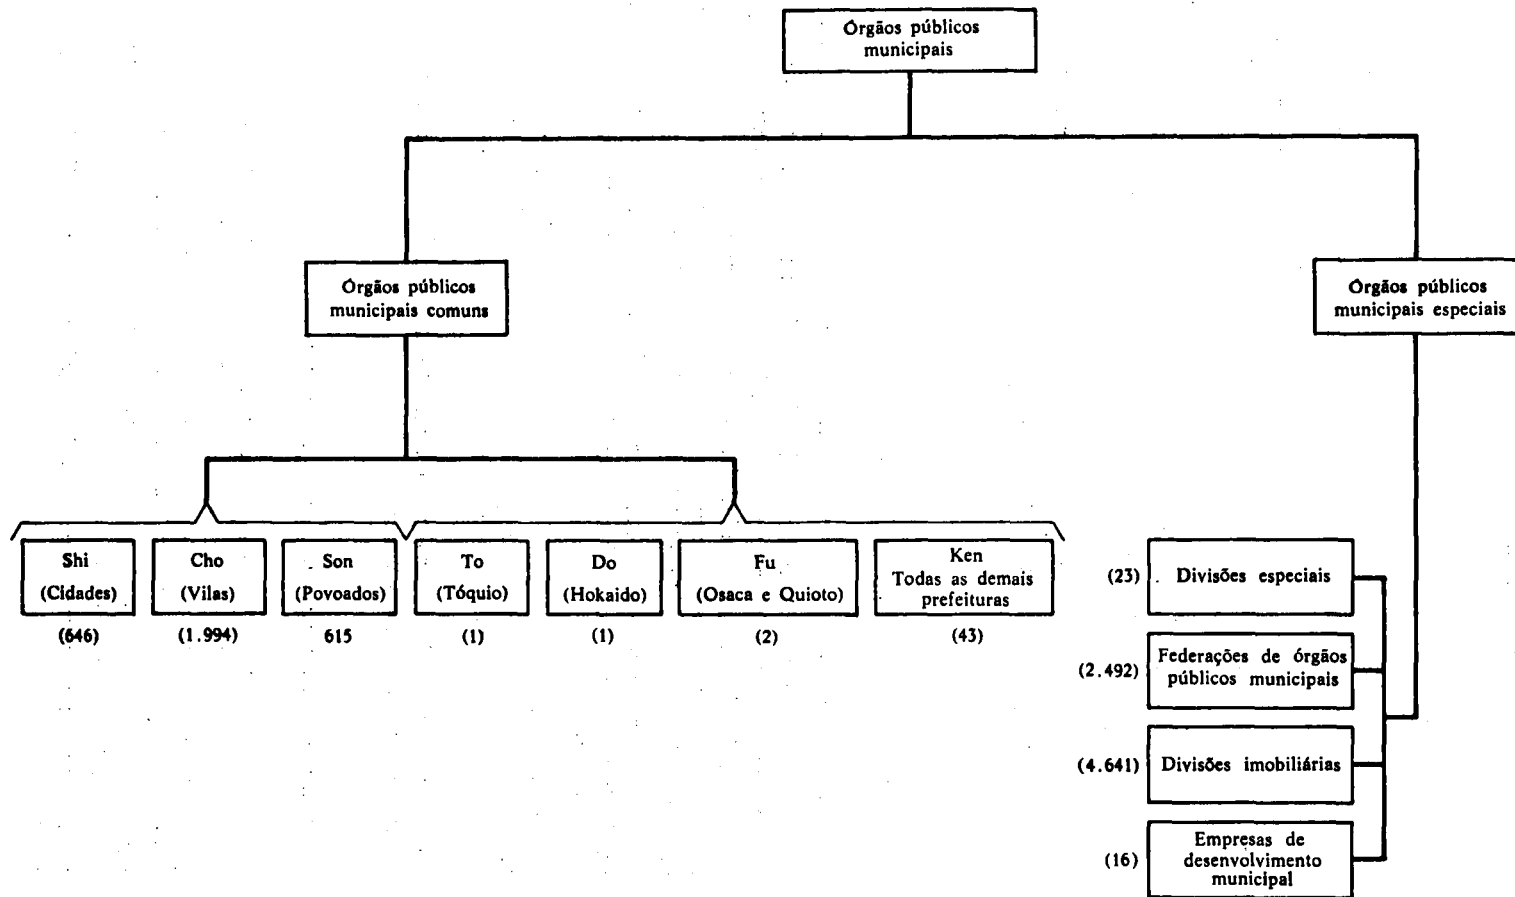 Órgãos públicos
municipais
Órgãos públicos
municipais comuns
Órgãos públicos
municipais especiais
Shi
(Cidades)
(646)
Cho
(Vilas)
(1.994)
Son
(Povoados)
615
To
(Tóquio)
(1)
Do
(Hokaido)
(1)
Fu
(Osaca e Quioto)
(2)
Ken
Todas as demais
prefeituras
(43)
(23) Divisões especiais
(2.492) Federações de órgãos
públicos municipais
(4.641) Divisões imobiliárias
(16) Empresas de
desenvolvimento
municipal